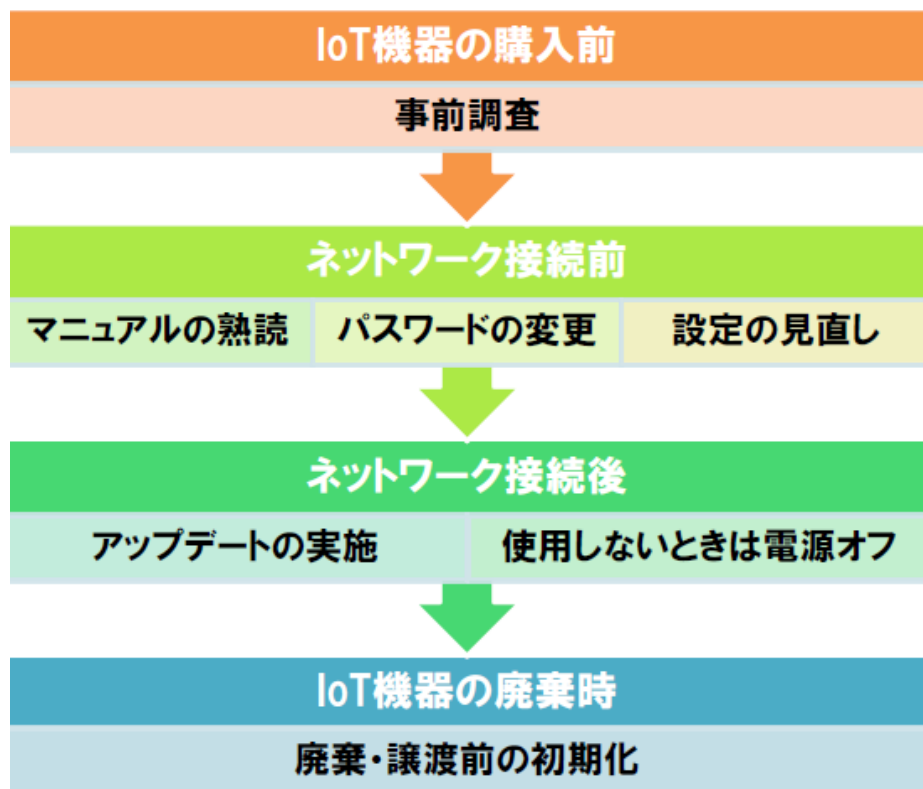 IoT機器の購入前
事前調査
ネットワーク接続前
マニュアルの熟読
パスワードの変更
設定の見直し
ネットワーク接続後
アップデートの実施
使用しないときは電源オフ
IoT機器の廃棄時
廃棄・譲渡前の初期化